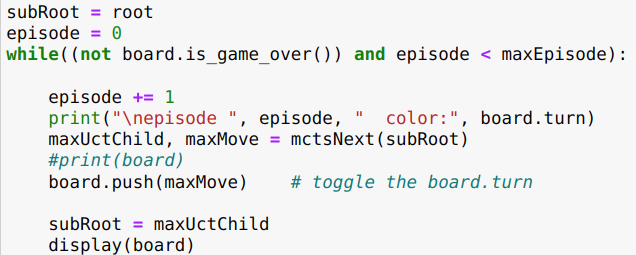 subRoot = root
episode = 0
while((not board.is_game_over()) and episode < maxEpisode):
    episode += 1
    print("\nepisode ", episode, "  color:", board.turn)
    maxUctChild, maxMove = mctsNext(subRoot)
    #print(board)
    board.push(maxMove)    # toggle the board.turn
    subRoot = maxUctChild
    display(board)